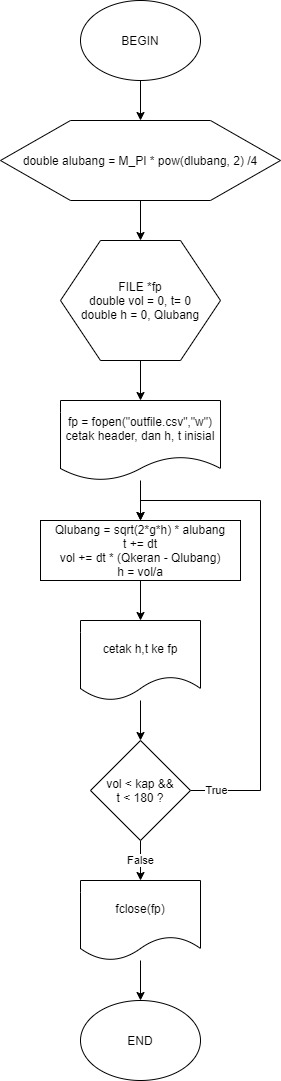 BEGIN
double alubang = M_PI * pow(dlubang, 2) /4
FILE *fp
double vol = 0, t= 0
double h = 0, Qlubang
fp = fopen("outfile.csv","w")
cetak header, dan h, t inisial
Qlubang = sqrt(2*g*h) * alubang
t += dt
vol += dt * (Qkeran - Qlubang)
h = vol/a
cetak h,t ke fp
vol < kap &&
t < 180 ?
True
False
fclose(fp)
END